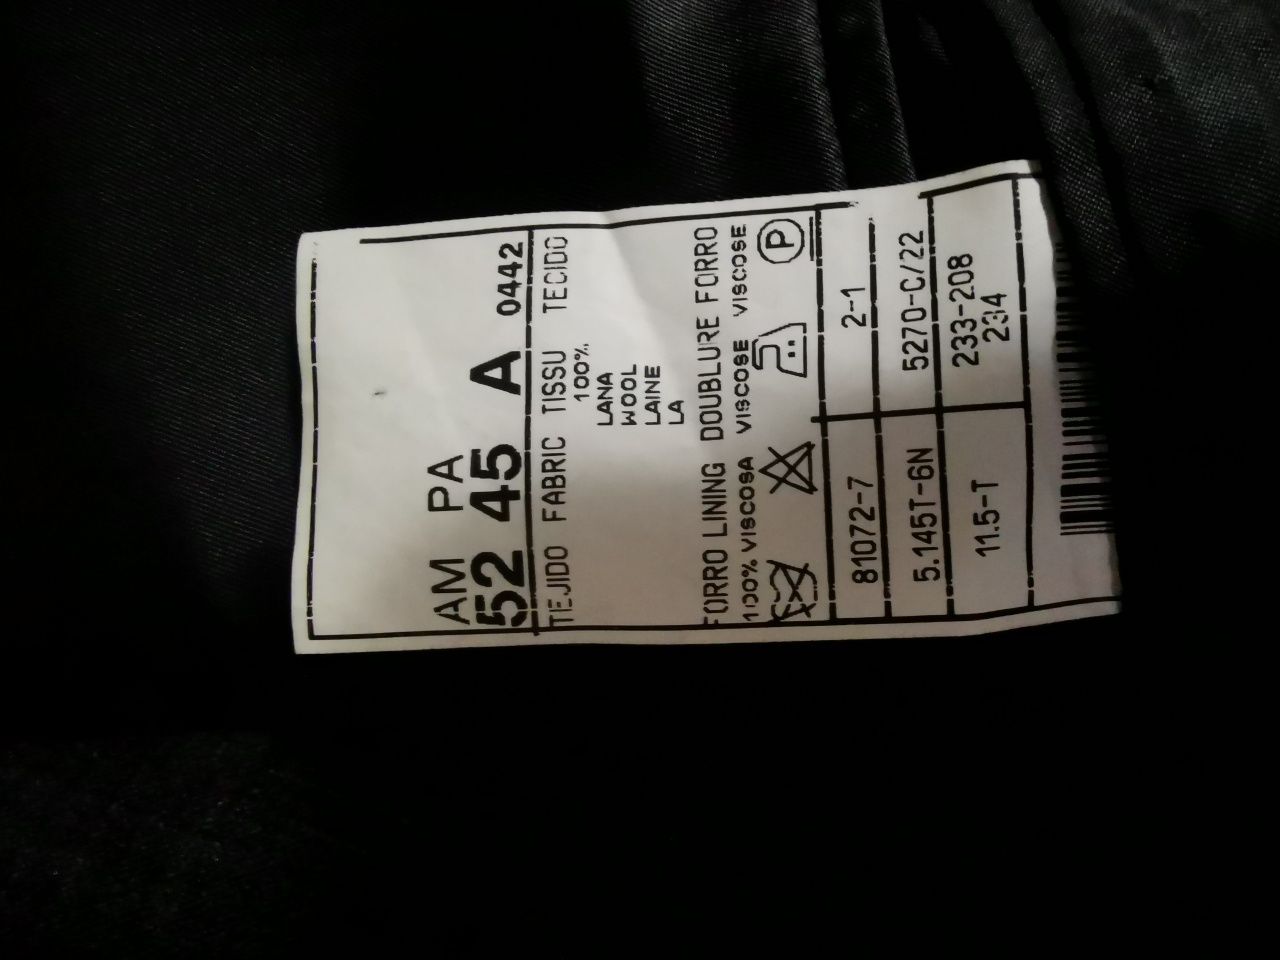 AM PA
52 45 A 0442
TEJIDO FABRIC TISSU TECIDO
100%
LANA
WOOL
LAINE
LA
FORRO LINING DOUBLURE FORRO
100% VISCOSA VISCOSE VISCOSE
P
81072-7 2-1
5.145T-6N 5270-C/22
11.5-T 233-208
234